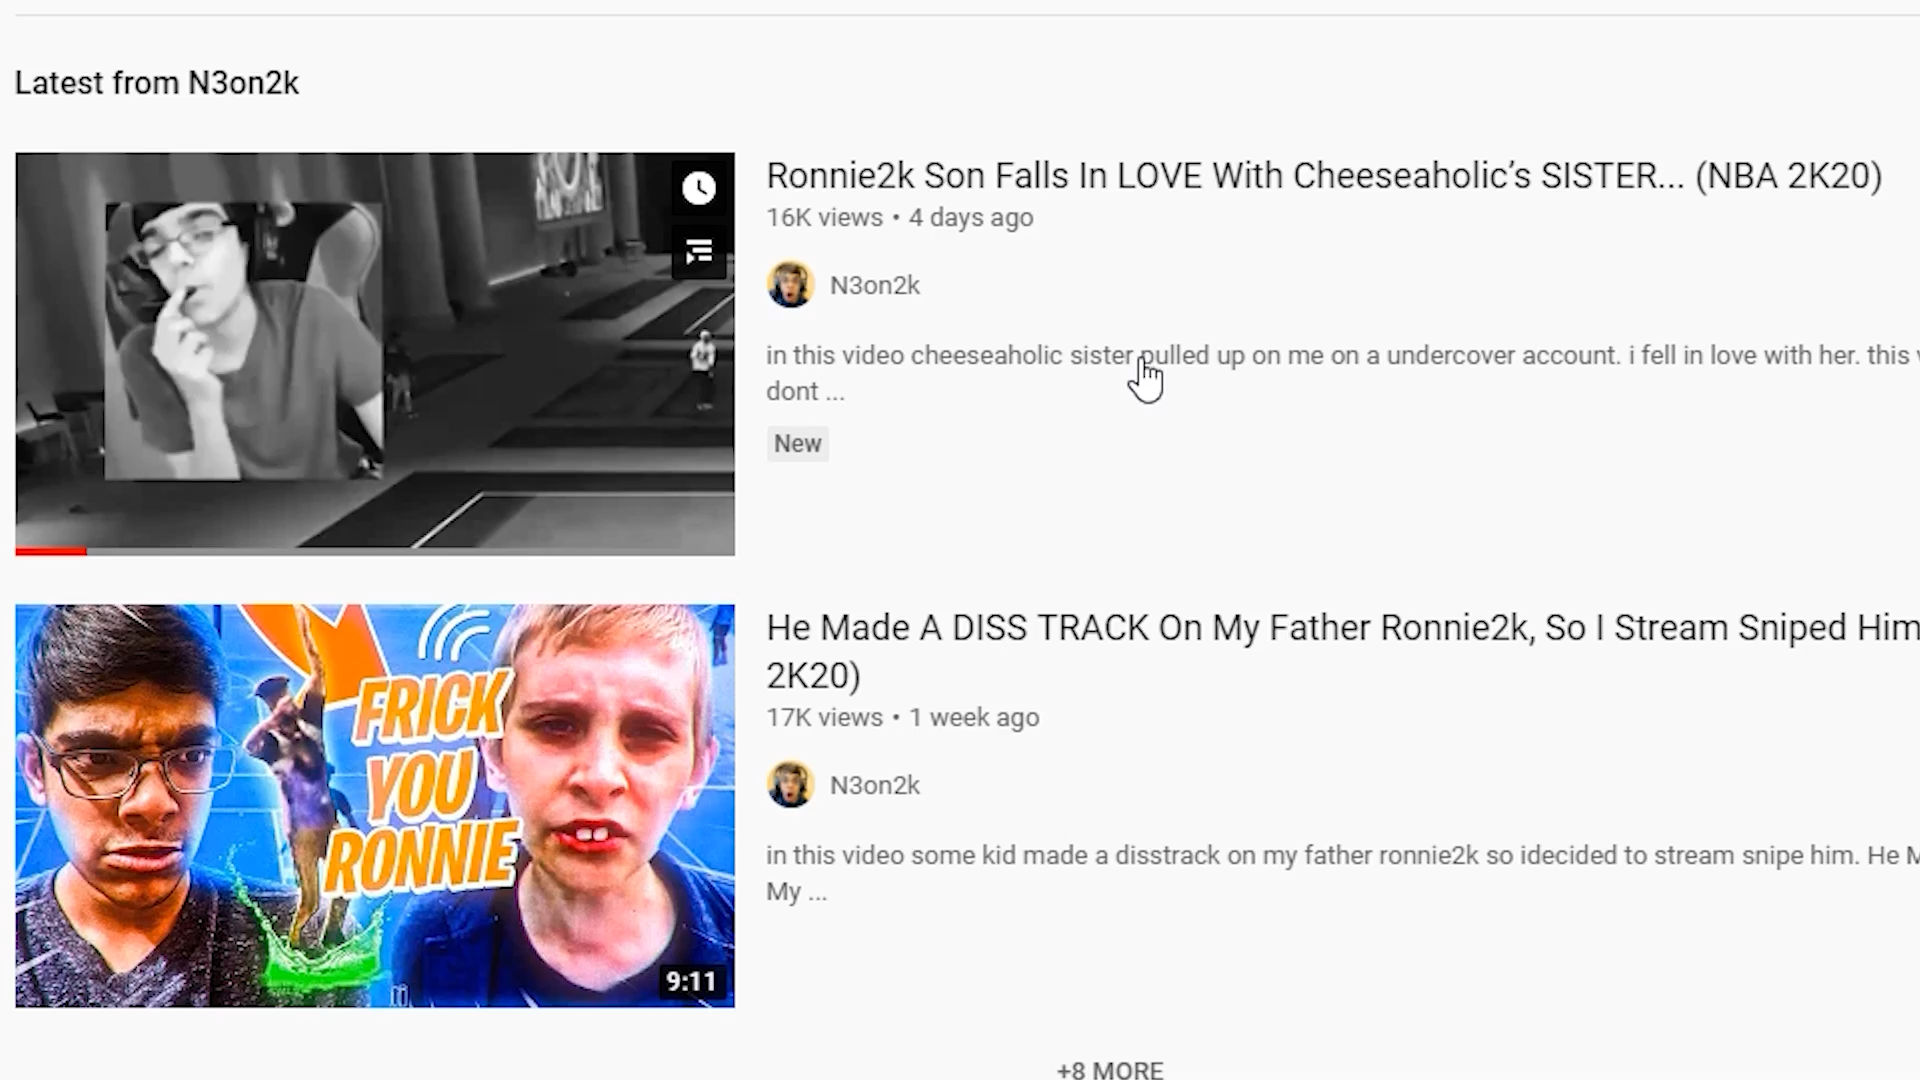 Latest from N3on2k
Ronnie2k Son Falls In LOVE With Cheeseaholic’s SISTER... (NBA 2K20)
16K views • 4 days ago
N3on2k
in this video cheeseaholic sister pulled up on me on a undercover account. i fell in love with her. this
dont ...
New
FRICK
YOU
RONNIE
9:11
He Made A DISS TRACK On My Father Ronnie2k, So I Stream Sniped Him
2K20)
17K views • 1 week ago
N3on2k
in this video some kid made a disstrack on my father ronnie2k so idecided to stream snipe him. He
My ...
+8 MORE